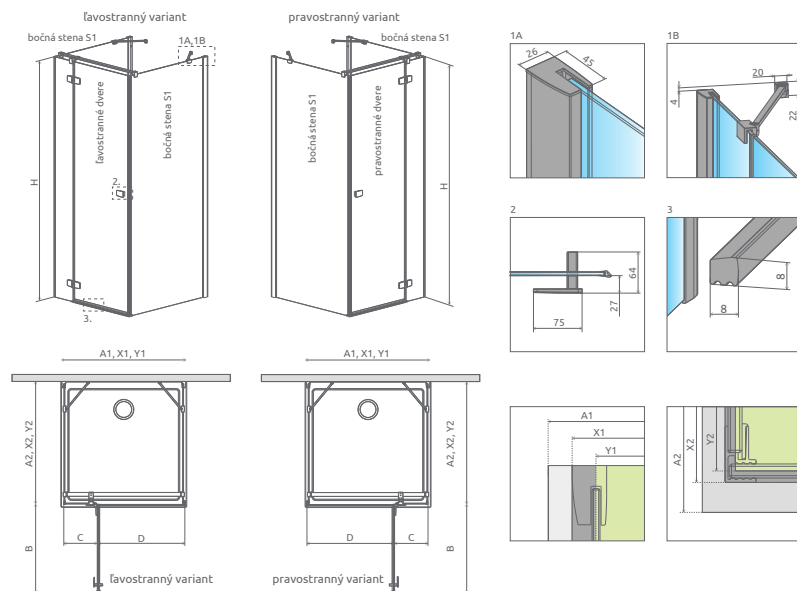 ľavostranný variant
pravostranný variant
bočná stena S1
1A,1B
bočná stena S1
H
ľavostranné dvere
bočná stena S1
2.
3.
bočná stena S1
pravostranné dvere
H
1A
26
45
1B
20
4
22
2
64
27
75
3
8
8
A1, X1, Y1
A2, X2, Y2
B
C
D
ľavostranný variant
A1, X1, Y1
A2, X2, Y2
B
D
C
pravostranný variant
A1
X1
Y1
A2
X2
Y2